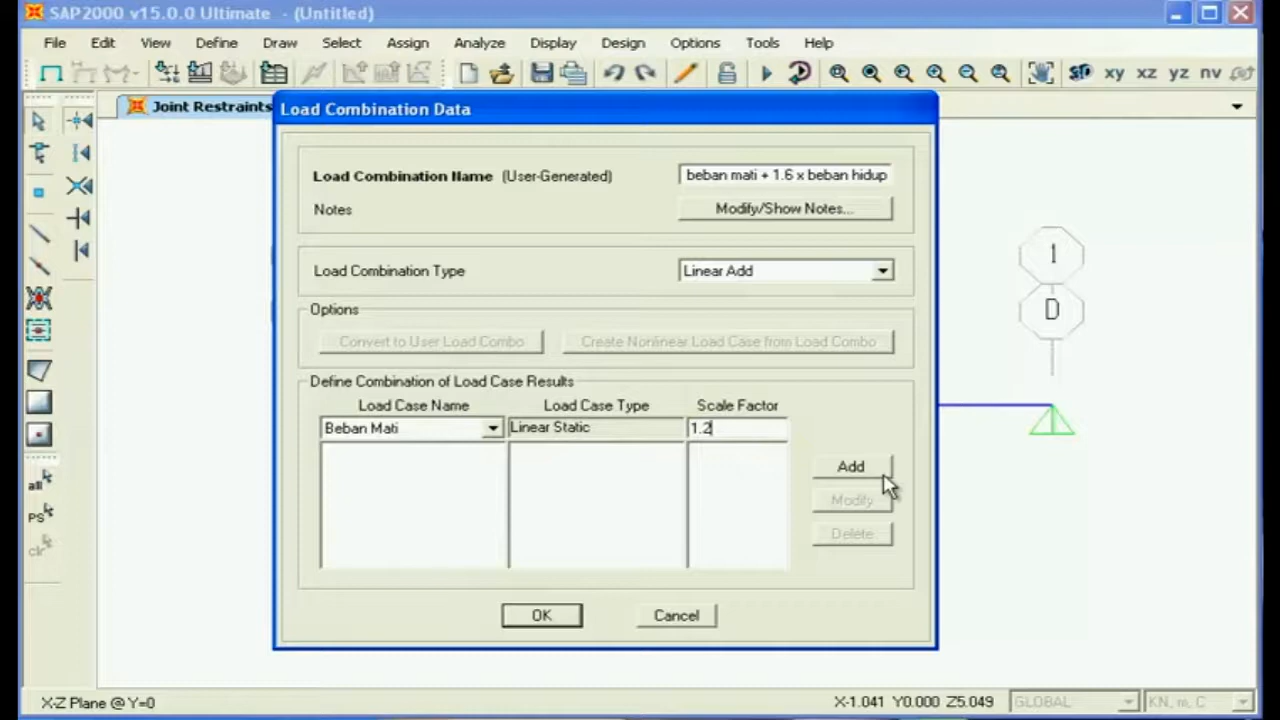 SAP2000 v15.0.0 Ultimate - (Untitled)
File Edit View Define Draw Select Assign Analyze Display Design Options Tools Help
3D xy xz yz nv
Joint Restraints
Load Combination Data
Load Combination Name (User-Generated) beban mati + 1.6 x beban hidup
Notes Modify/Show Notes...
Load Combination Type Linear Add
Options
Convert to User Load Combo Create Nonlinear Load Case from Load Combo
Define Combination of Load Case Results
Load Case Name Load Case Type Scale Factor
Beban Mati Linear Static 1.2
Add
Modify
Delete
OK Cancel
1
D
all
PS
clr
X-Z Plane @ Y=0 X-1.041 Y0.000 Z5.049 GLOBAL KN, m, C